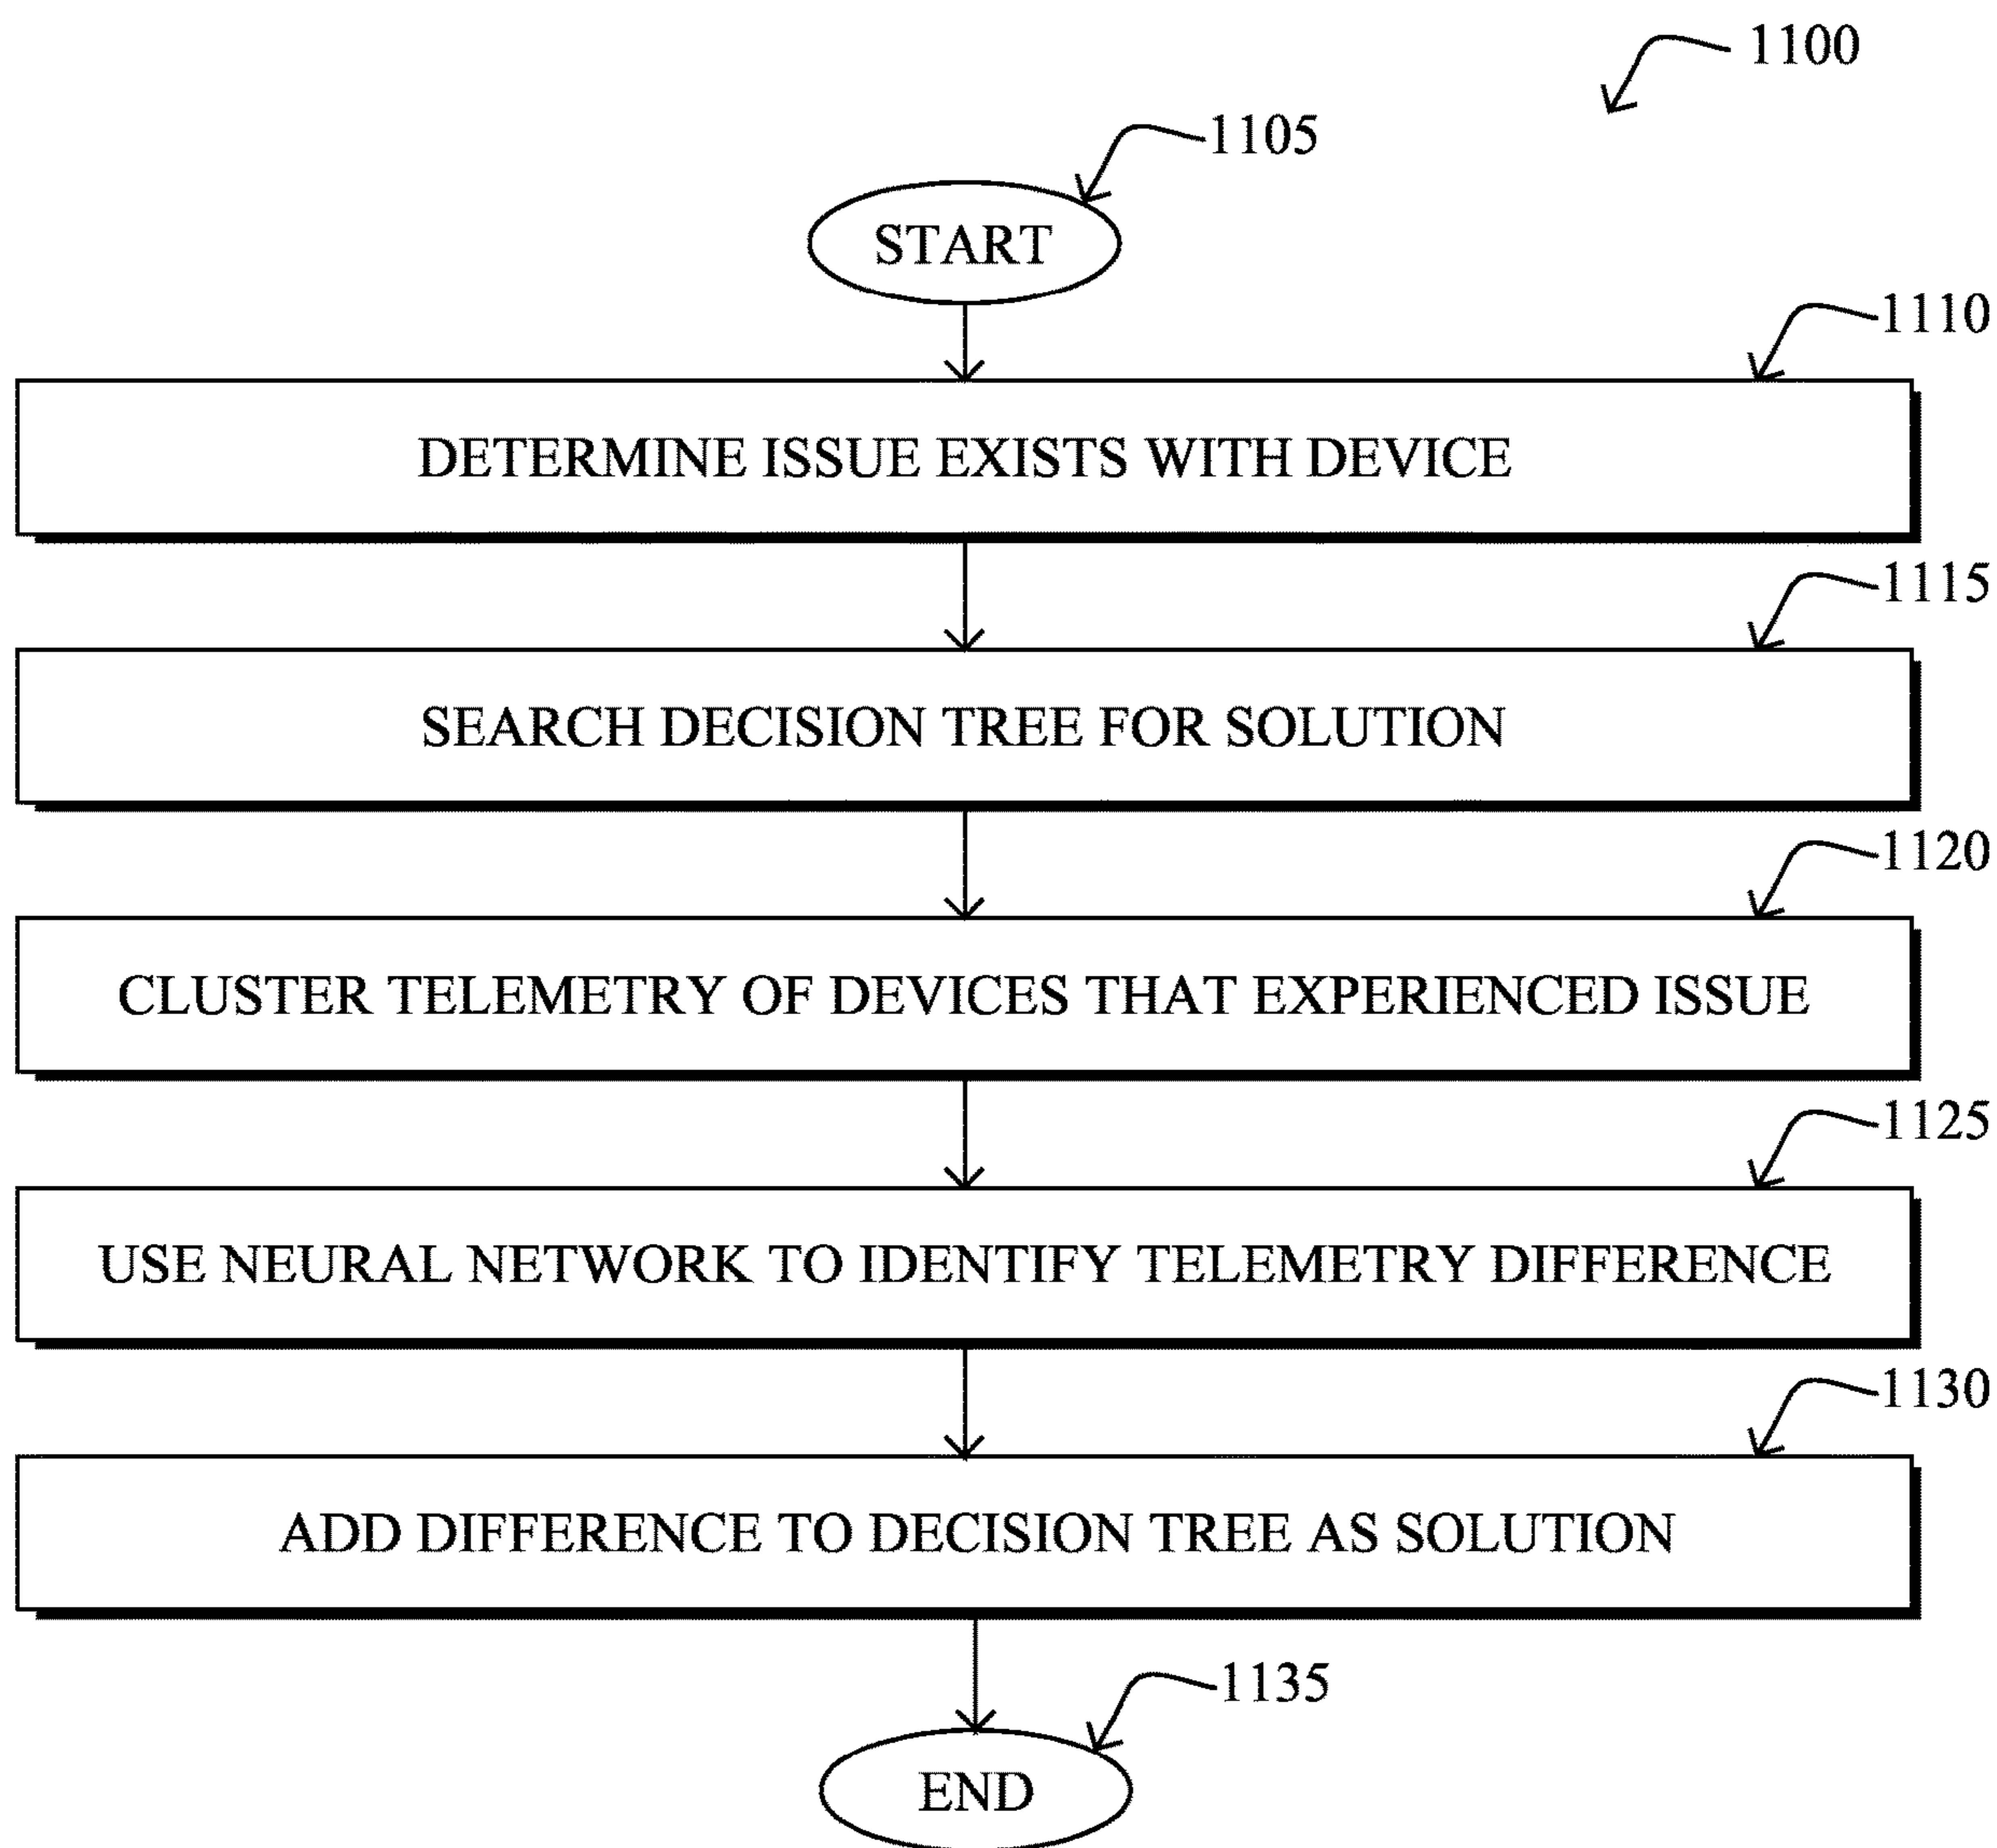 1100
1105
START
1110
DETERMINE ISSUE EXISTS WITH DEVICE
1115
SEARCH DECISION TREE FOR SOLUTION
1120
CLUSTER TELEMETRY OF DEVICES THAT EXPERIENCED ISSUE
1125
USE NEURAL NETWORK TO IDENTIFY TELEMETRY DIFFERENCE
1130
ADD DIFFERENCE TO DECISION TREE AS SOLUTION
1135
END